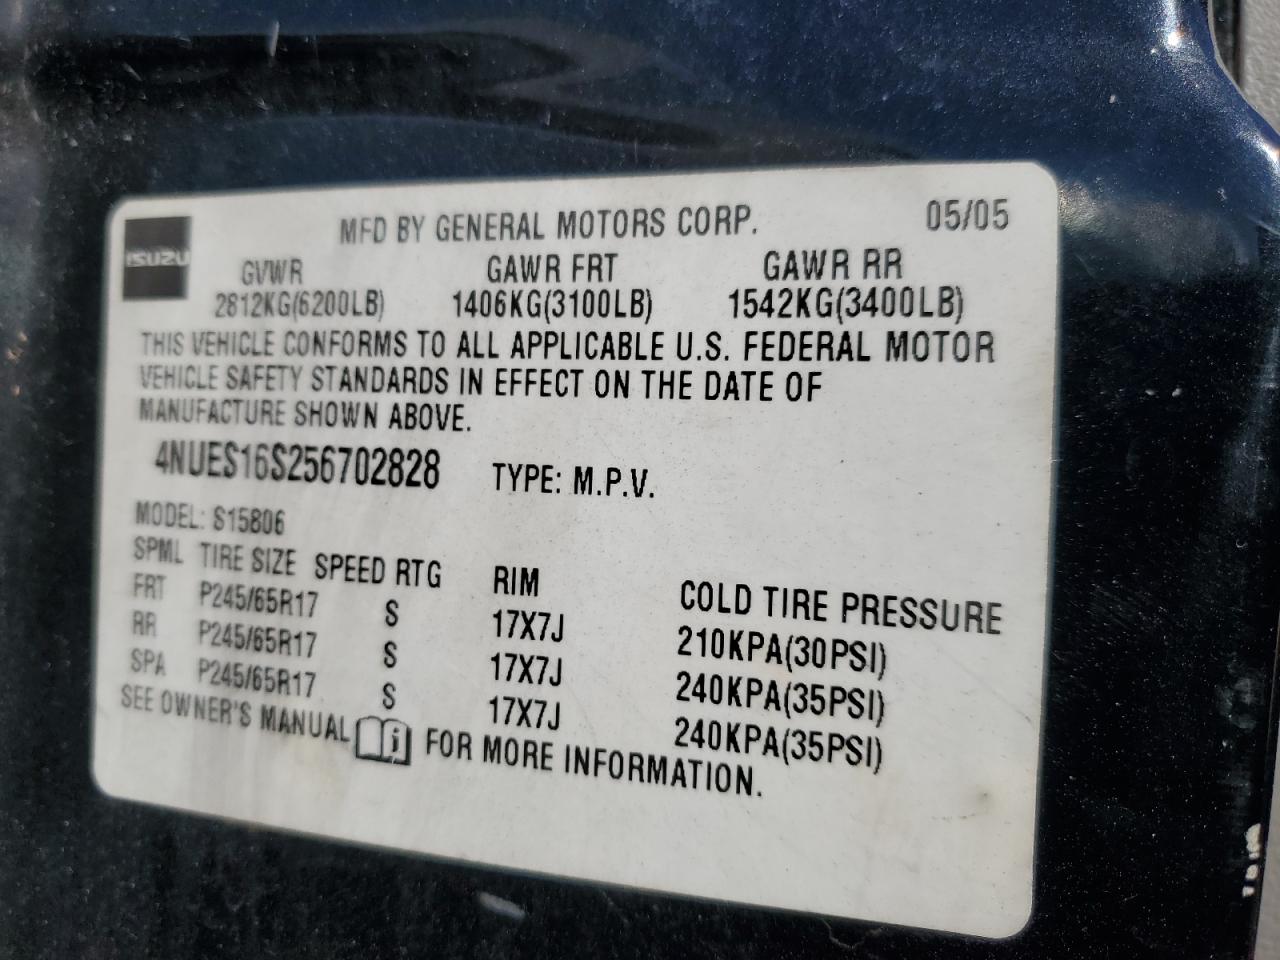 ISUZU
MFD BY GENERAL MOTORS CORP. 05/05
GVWR GAWR FRT GAWR RR
2812KG(6200LB) 1406KG(3100LB) 1542KG(3400LB)
THIS VEHICLE CONFORMS TO ALL APPLICABLE U.S. FEDERAL MOTOR
VEHICLE SAFETY STANDARDS IN EFFECT ON THE DATE OF
MANUFACTURE SHOWN ABOVE.
4NUES16S256702828 TYPE: M.P.V.
MODEL: S15806
SPML TIRE SIZE SPEED RTG RIM COLD TIRE PRESSURE
FRT P245/65R17 S 17X7J 210KPA(30PSI)
RR P245/65R17 S 17X7J 240KPA(35PSI)
SPA P245/65R17 S 17X7J 240KPA(35PSI)
SEE OWNER'S MANUAL i FOR MORE INFORMATION.